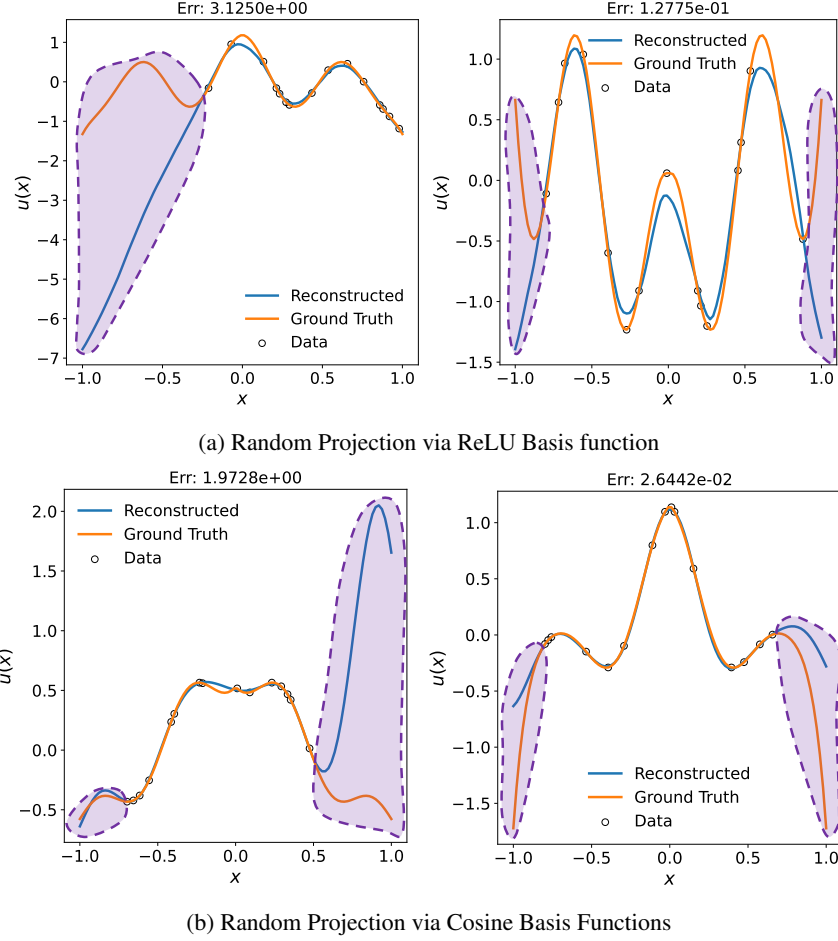 Err: 3.1250e+00
1
0
−1
−2
−3
−4
−5
−6
−7
u(x)
Reconstructed
Ground Truth
Data
−1.0 −0.5 0.0 0.5 1.0
x
Err: 1.2775e-01
1.0
0.5
0.0
−0.5
−1.0
−1.5
u(x)
Reconstructed
Ground Truth
Data
−1.0 −0.5 0.0 0.5 1.0
x
(a) Random Projection via ReLU Basis function
Err: 1.9728e+00
2.0
1.5
1.0
0.5
0.0
−0.5
u(x)
Reconstructed
Ground Truth
Data
−1.0 −0.5 0.0 0.5 1.0
x
Err: 2.6442e-02
1.0
0.5
0.0
−0.5
−1.0
−1.5
u(x)
Reconstructed
Ground Truth
Data
−1.0 −0.5 0.0 0.5 1.0
x
(b) Random Projection via Cosine Basis Functions